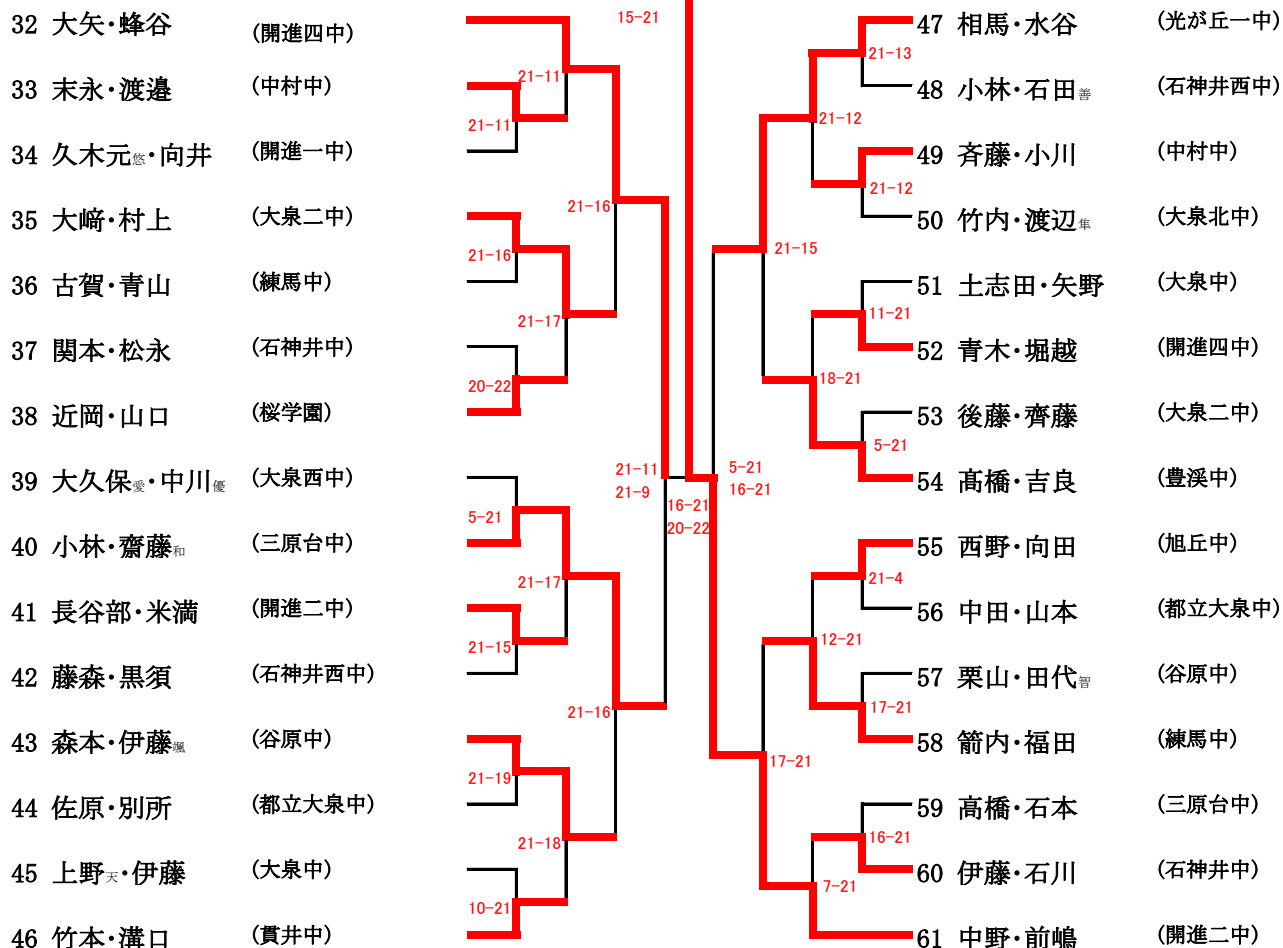 32 大矢・蜂谷 (開進四中)
33 末永・渡邉 (中村中)
34 久木元悠・向井 (開進一中)
35 大﨑・村上 (大泉二中)
36 古賀・青山 (練馬中)
37 関本・松永 (石神井中)
38 近岡・山口 (桜学園)
39 大久保愛・中川優 (大泉西中)
40 小林・齋藤和 (三原台中)
41 長谷部・米満 (開進二中)
42 藤森・黒須 (石神井西中)
43 森本・伊藤颯 (谷原中)
44 佐原・別所 (都立大泉中)
45 上野天・伊藤 (大泉中)
46 竹本・溝口 (貫井中)
21-11
21-11
21-16
21-16
21-17
20-22
5-21
21-17
21-15
21-16
21-19
21-18
10-21
21-11
21-9
15-21
16-21
20-22
5-21
16-21
21-13
21-12
21-12
21-15
11-21
18-21
5-21
21-4
12-21
17-21
17-21
16-21
7-21
47 相馬・水谷 (光が丘一中)
48 小林・石田善 (石神井西中)
49 斉藤・小川 (中村中)
50 竹内・渡辺隼 (大泉北中)
51 土志田・矢野 (大泉中)
52 青木・堀越 (開進四中)
53 後藤・齊藤 (大泉二中)
54 髙橋・吉良 (豊渓中)
55 西野・向田 (旭丘中)
56 中田・山本 (都立大泉中)
57 栗山・田代智 (谷原中)
58 箭内・福田 (練馬中)
59 高橋・石本 (三原台中)
60 伊藤・石川 (石神井中)
61 中野・前嶋 (開進二中)